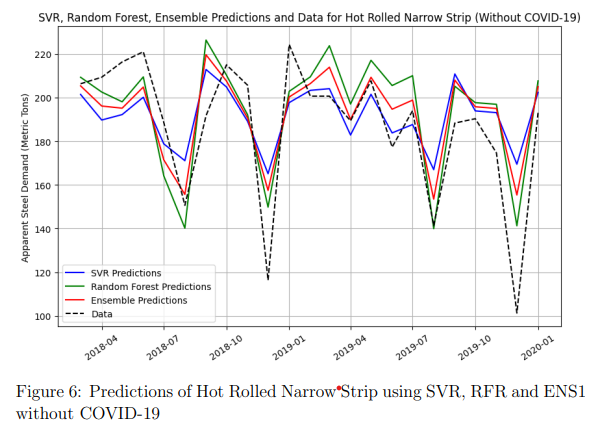 SVR, Random Forest, Ensemble Predictions and Data for Hot Rolled Narrow Strip (Without COVID-19)
Apparent Steel Demand (Metric Tons)
220
200
180
160
140
120
100
SVR Predictions
Random Forest Predictions
Ensemble Predictions
Data
2018-04
2018-07
2018-10
2019-01
2019-04
2019-07
2019-10
2020-01
Figure 6: Predictions of Hot Rolled Narrow Strip using SVR, RFR and ENS1
without COVID-19